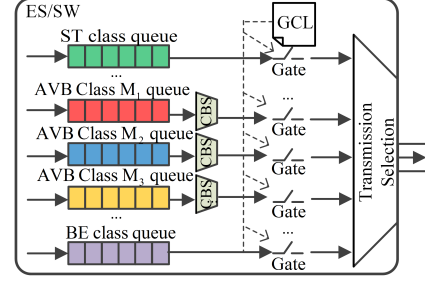 ES/SW
GCL
ST class queue
Gate
...
...
AVB Class M1 queue
CBS
Gate
AVB Class M2 queue
CBS
Gate
AVB Class M3 queue
CBS
Gate
...
...
BE class queue
Gate
Transmission
Selection